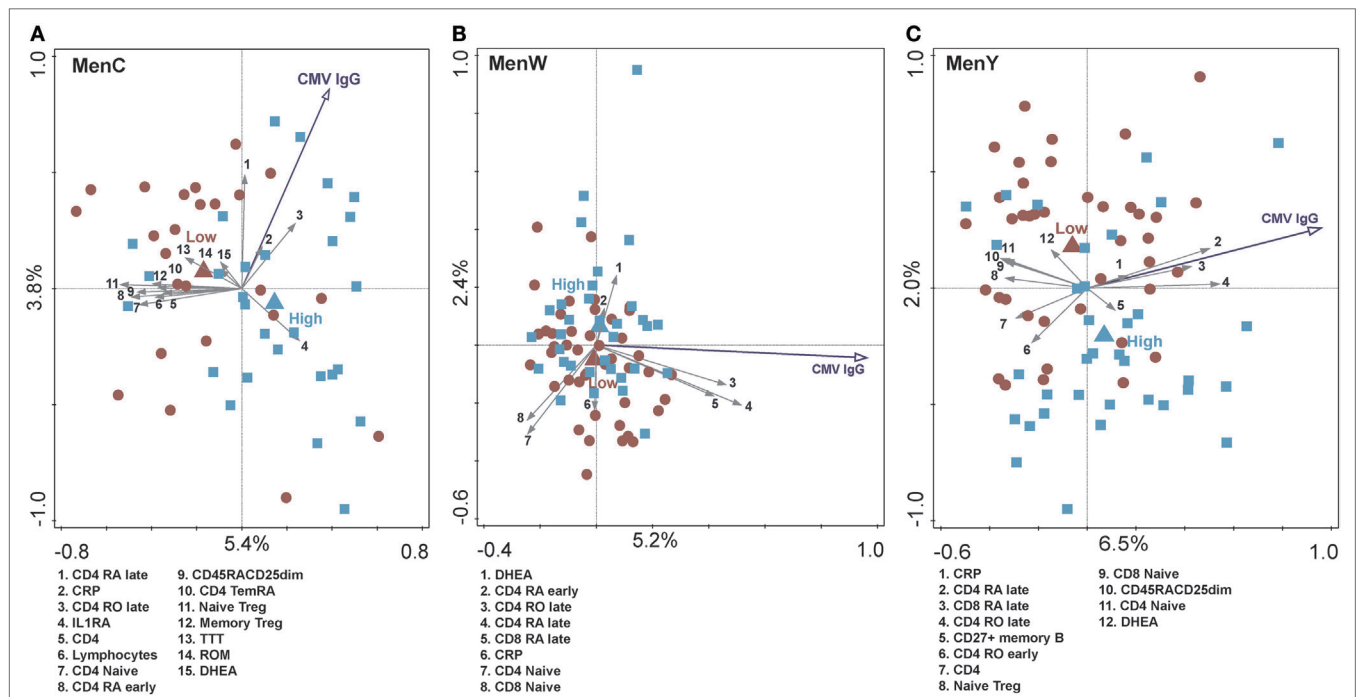 A
MenC
1.0
CMV IgG
1
3
2
Low
13
14
15
10
12
11
9
8
7
6
5
4
High
3.8%
-1.0
-0.8
5.4%
0.8
1. CD4 RA late
2. CRP
3. CD4 RO late
4. IL1RA
5. CD4
6. Lymphocytes
7. CD4 Naive
8. CD4 RA early
9. CD45RACD25dim
10. CD4 TemRA
11. Naive Treg
12. Memory Treg
13. TTT
14. ROM
15. DHEA
B
MenW
1.0
1
High
2
2.44%
CMV IgG
Low
3
5
4
6
8
7
-0.6
-0.4
5.2%
1.0
1. DHEA
2. CD4 RA early
3. CD4 RO late
4. CD4 RA late
5. CD8 RA late
6. CRP
7. CD4 Naive
8. CD8 Naive
C
MenY
1.0
CMV IgG
Low
12
11
10
9
8
2
1
3
4
5
7
6
High
2.0%
-1.0
-0.6
6.5%
1.0
1. CRP
2. CD4 RA late
3. CD8 RA late
4. CD4 RO late
5. CD27+ memory B
6. CD4 RO early
7. CD4
8. Naive Treg
9. CD8 Naive
10. CD45RACD25dim
11. CD4 Naive
12. DHEA